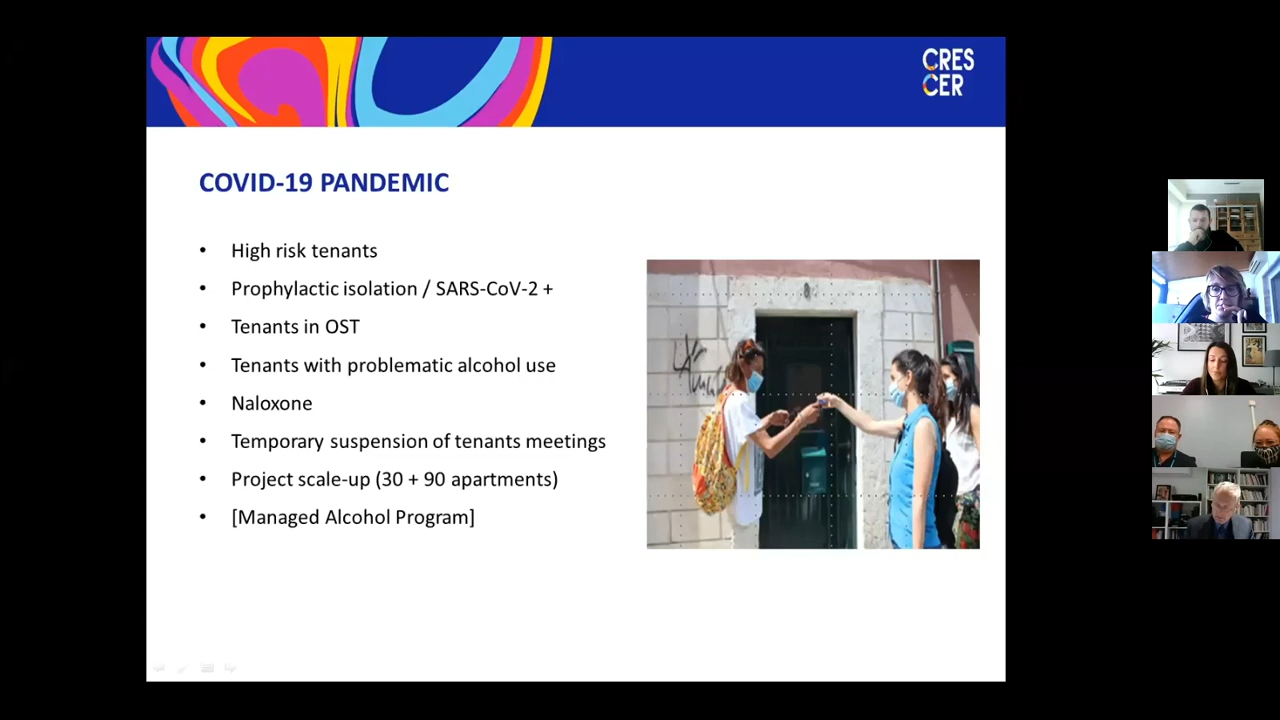 CRES
CER
COVID-19 PANDEMIC
• High risk tenants
• Prophylactic isolation / SARS-CoV-2 +
• Tenants in OST
• Tenants with problematic alcohol use
• Naloxone
• Temporary suspension of tenants meetings
• Project scale-up (30 + 90 apartments)
• [Managed Alcohol Program]